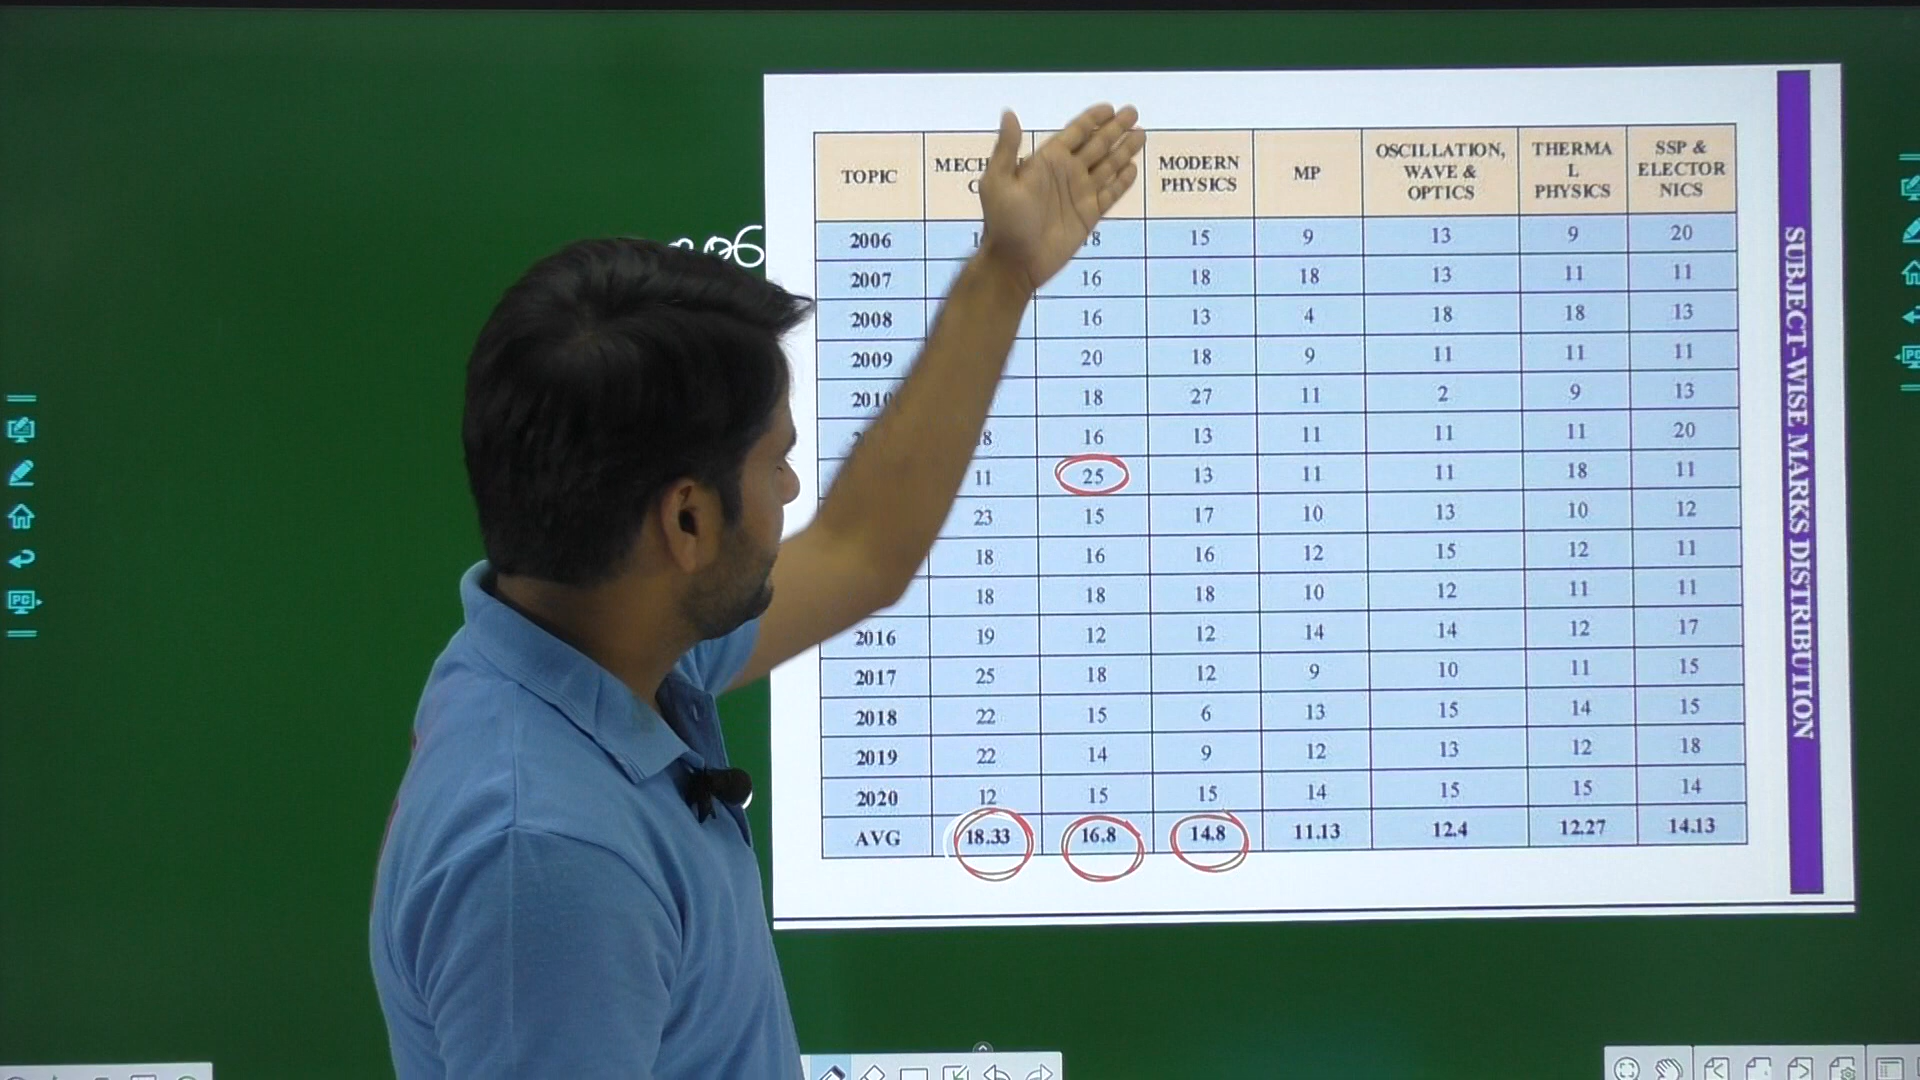 TOPIC MODERN PHYSICS MP OSCILLATION, WAVE & OPTICS THERMA L PHYSICS SSP & ELECTOR NICS
2006 15 9 13 9 20
2007 16 18 18 13 11 11
2008 16 13 4 18 18 13
2009 20 18 9 11 11 11
2010 18 27 11 2 9 13
16 13 11 11 11 20
11 25 13 11 11 18 11
23 15 17 10 13 10 12
18 16 16 12 15 12 11
18 18 18 10 12 11 11
2016 19 12 12 14 14 12 17
2017 25 18 12 9 10 11 15
2018 22 15 6 13 15 14 15
2019 22 14 9 12 13 12 18
2020 12 15 15 14 15 15 14
AVG 18.33 16.8 14.8 11.13 12.4 12.27 14.13
SUBJECT-WISE MARKS DISTRIBUTION
PC